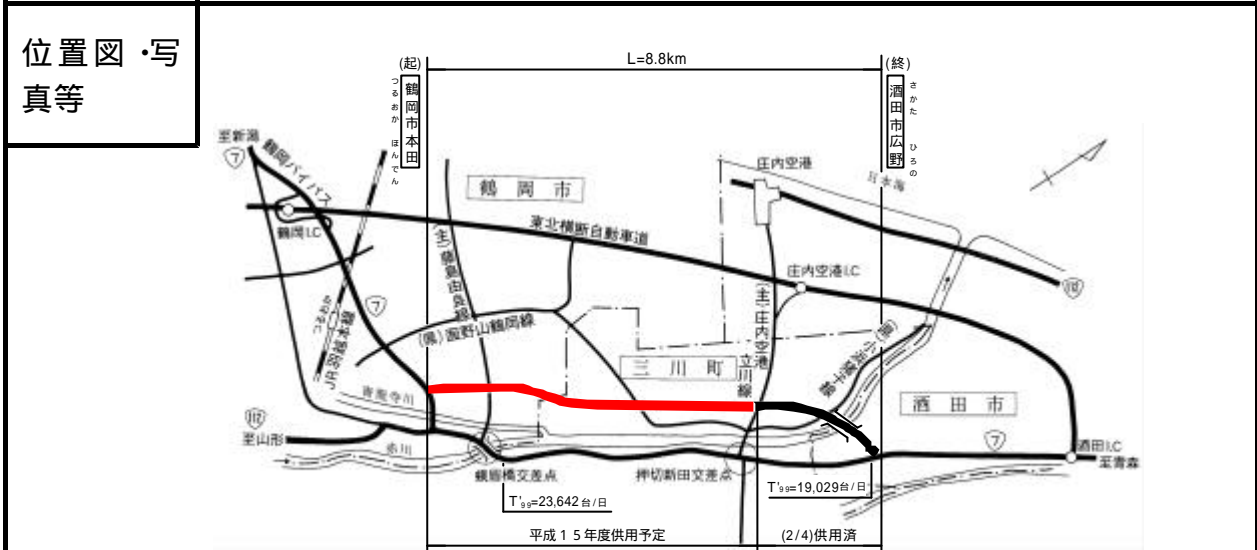 位置図・写
真等
L=8.8km
(起)
鶴岡市本田
つるおか ほんでん
(終)
酒田市広野
さかた ひろの
至新潟
7
鶴岡バイパス
鶴岡I.C
鶴岡市
庄内空港
日本海
東北横断自動車道
(主)藤島由良線
庄内空港I.C
112
7
JR羽越本線
(県)面野山鶴岡線
三川町
(主)庄内空港
立川線
酒田市
青龍寺川
112
至山形
赤川
7
酒田I.C
至青森
蛾眉橋交差点
押切新田交差点
T'99=23,642台/日
T'99=19,029台/日
平成15年度供用予定
(2/4)供用済